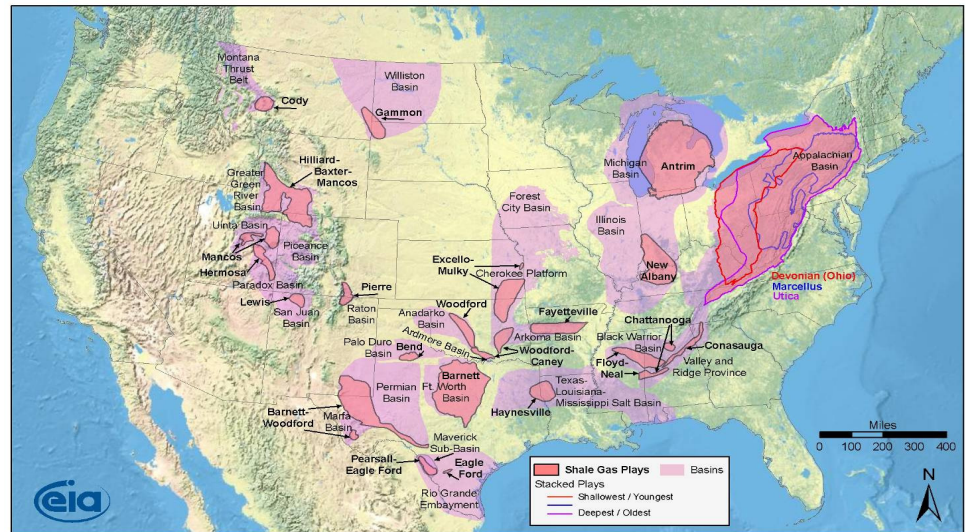 Montana
Thrust
Belt
Cody
Williston
Basin
Gammon
Hilliard-
Baxter-
Mancos
Greater
Green
River
Basin
Uinta Basin
Mancos
Piceance
Basin
Hermosa
Paradox Basin
Lewis
San Juan
Basin
Pierre
Raton
Basin
Michigan
Basin
Antrim
Appalachian
Basin
Forest
City Basin
Illinois
Basin
New
Albany
Excello-
Mulky
Cherokee Platform
Devonian (Ohio)
Marcellus
Utica
Woodford
Anadarko
Basin
Fayetteville
Chattanooga
Ardmore Basin
Arkoma Basin
Black Warrior
Basin
Conasauga
Palo Duro
Basin
Bend
Woodford-
Caney
Floyd-
Neal
Valley and
Ridge Province
Permian
Basin
Ft. Worth
Basin
Barnett
Texas-
Louisiana-
Mississippi Salt Basin
Haynesville
Barnett-
Woodford
Marfa
Basin
Maverick
Sub-Basin
Pearsall-
Eagle Ford
Eagle
Ford
Rio Grande
Embayment
Miles
0 100 200 300 400
N
Shale Gas Plays
Basins
Stacked Plays
Shallowest / Youngest
Deepest / Oldest
eia